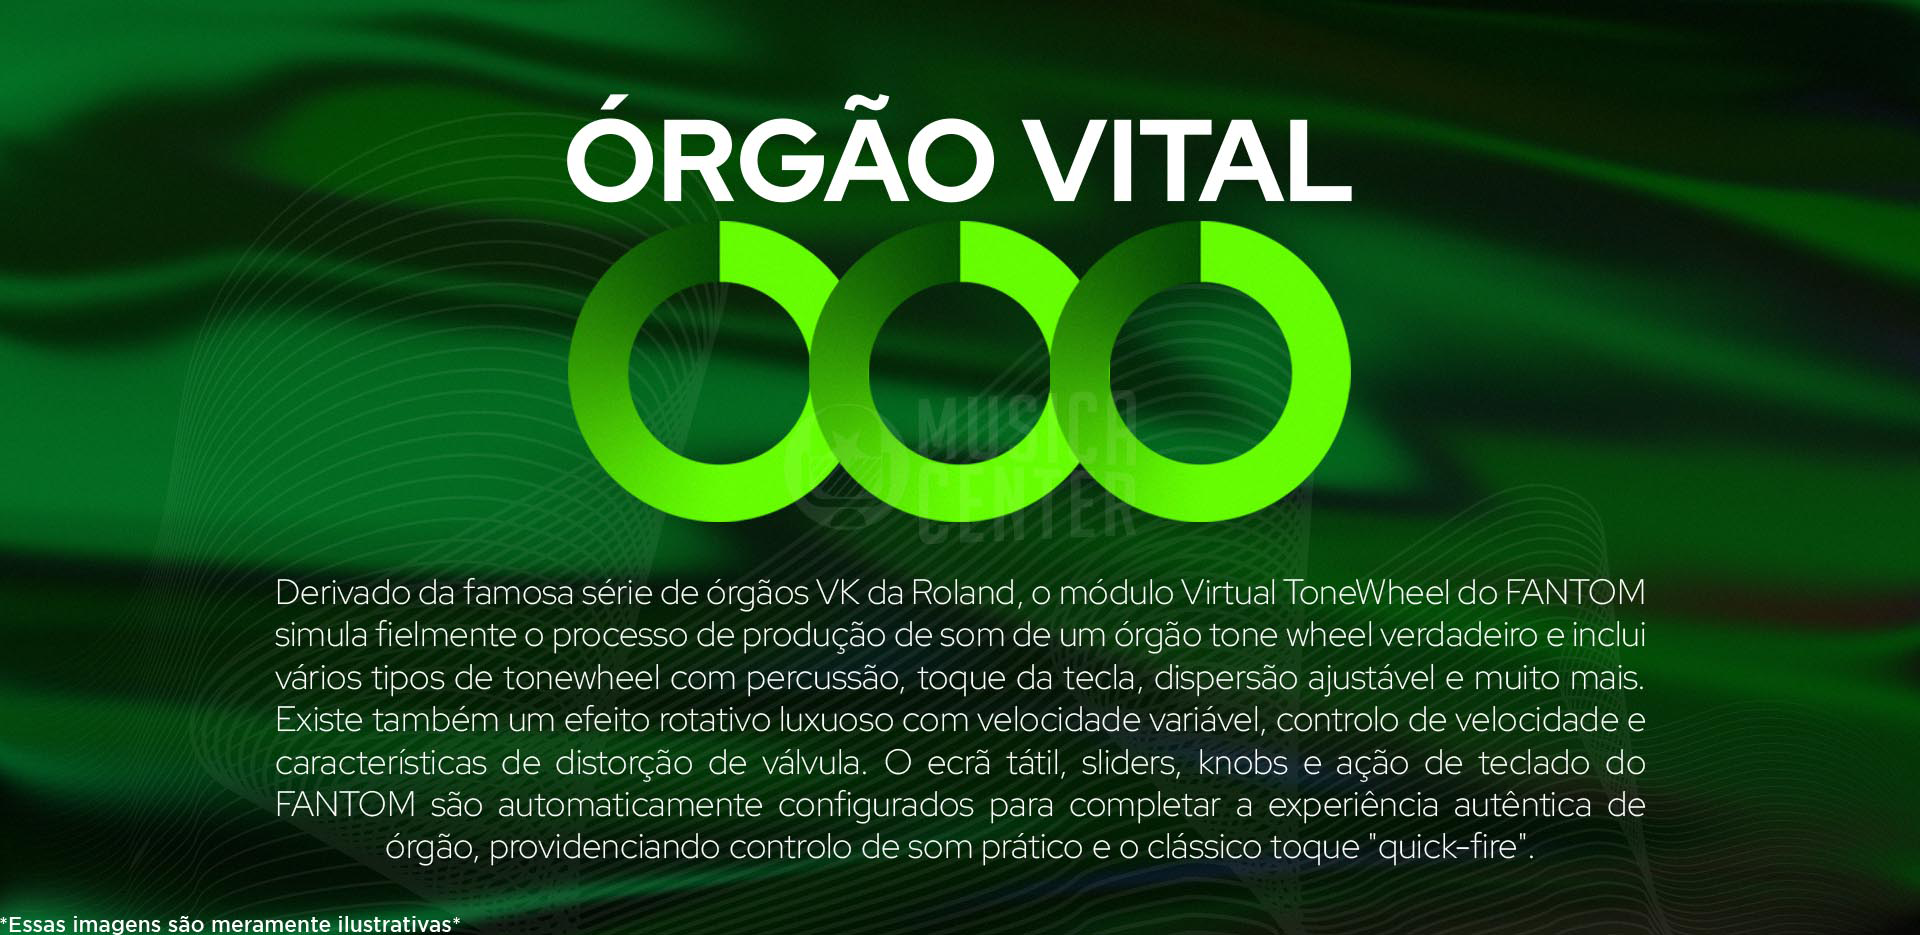 ÓRGÃO VITAL
MUSICA
CENTER
Derivado da famosa série de órgãos VK da Roland, o módulo Virtual ToneWheel do FANTOM
simula fielmente o processo de produção de som de um órgão tone wheel verdadeiro e inclui
vários tipos de tonewheel com percussão, toque da tecla, dispersão ajustável e muito mais.
Existe também um efeito rotativo luxuoso com velocidade variável, controlo de velocidade e
características de distorção de válvula. O ecrã tátil, sliders, knobs e ação de teclado do
FANTOM são automaticamente configurados para completar a experiência autêntica de
órgão, providenciando controlo de som prático e o clássico toque "quick-fire".
*Essas imagens são meramente ilustrativas*